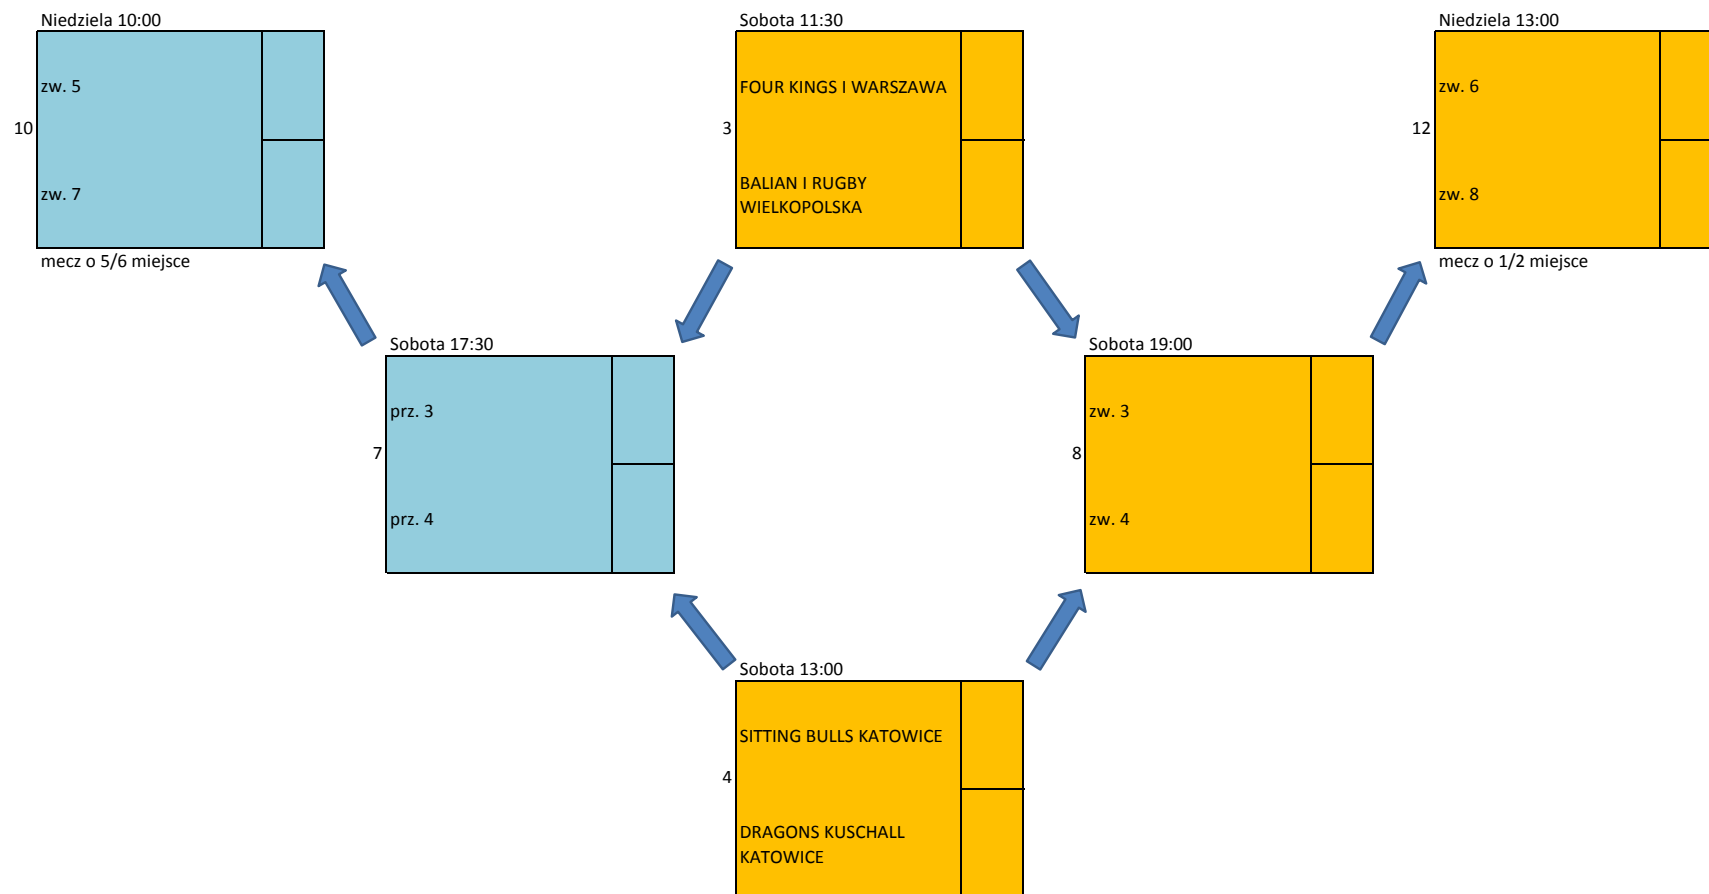 Niedziela 10:00
Sobota 11:30
Niedziela 13:00
zw. 5
FOUR KINGS I WARSZAWA
zw. 6
10
3
12
zw. 7
BALIAN I RUGBY
WIELKOPOLSKA
zw. 8
mecz o 5/6 miejsce
mecz o 1/2 miejsce
Sobota 17:30
Sobota 19:00
prz. 3
zw. 3
7
8
prz. 4
zw. 4
Sobota 13:00
SITTING BULLS KATOWICE
4
DRAGONS KUSCHALL
KATOWICE